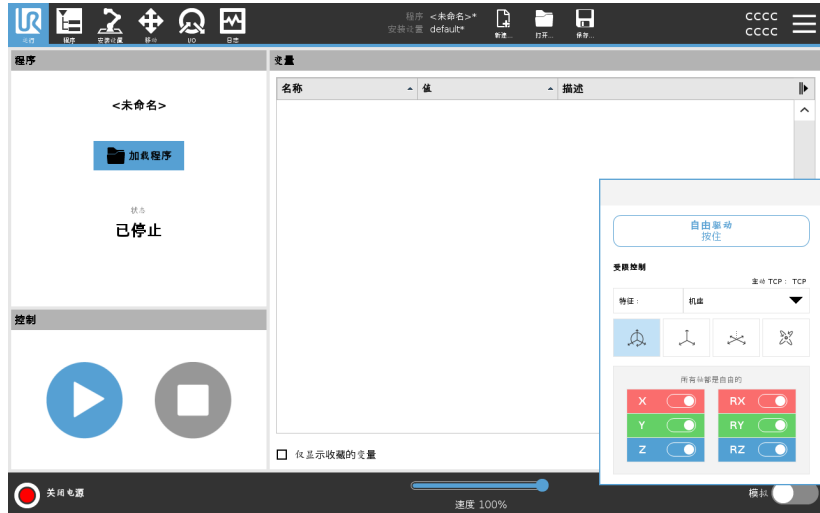 UR
运行
程序
安装设置
移动
I/O
日志
程序 <未命名>*
安装设置 default*
新建...
打开...
保存...
cccc
cccc
程序
<未命名>
加载程序
状态
已停止
控制
变量
名称
值
描述
仅显示收藏的变量
自由驱动
按住
受限控制
主动 TCP : TCP
特征 :
机座
所有轴都是自由的
X
RX
Y
RY
Z
RZ
关闭电源
速度 100%
模拟